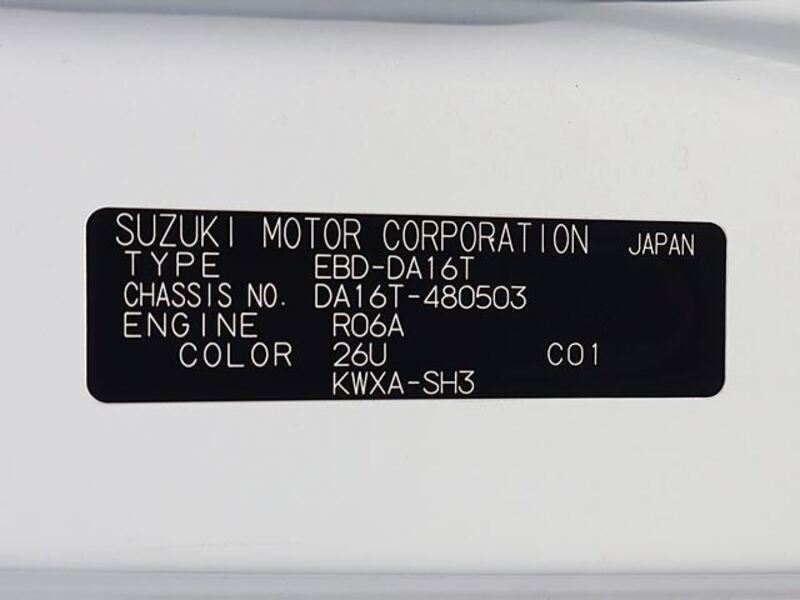 SUZUKI MOTOR CORPORATION JAPAN
TYPE EBD-DA16T
CHASSIS NO. DA16T-480503
ENGINE R06A
COLOR 26U C01
KWXA-SH3